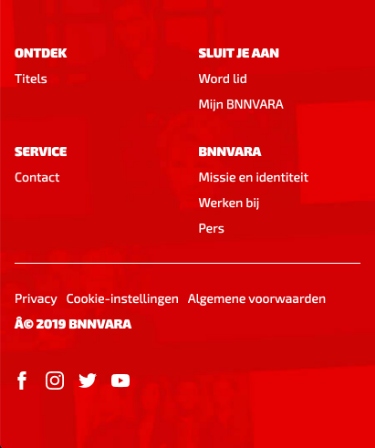 ONTDEK
Titels
SLUIT JE AAN
Word lid
Mijn BNNVARA
SERVICE
Contact
BNNVARA
Missie en identiteit
Werken bij
Pers
Privacy Cookie-instellingen Algemene voorwaarden
Â© 2019 BNNVARA